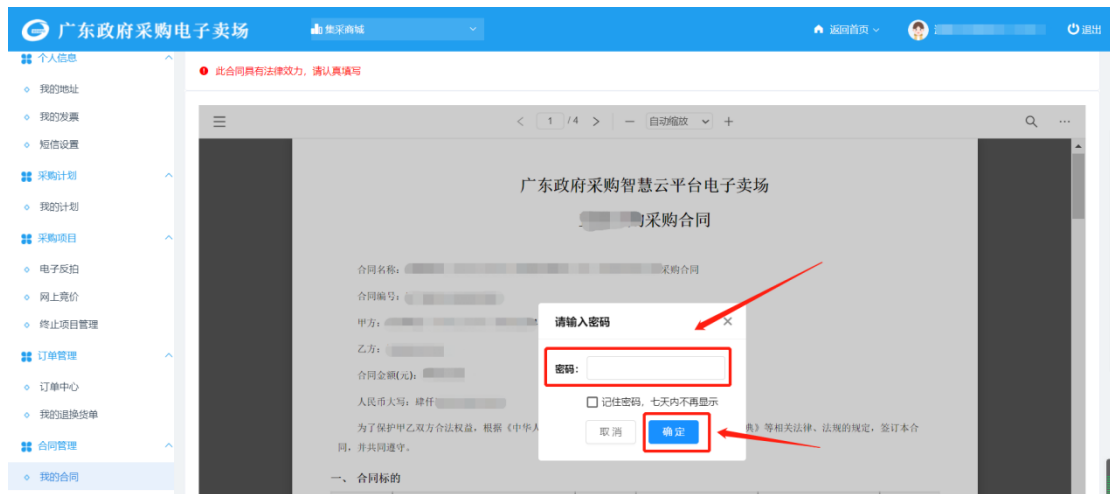 广东政府采购电子卖场
集采商城
返回首页
退出
个人信息
我的地址
我的发票
短信设置
采购计划
我的计划
采购项目
电子反拍
网上竞价
终止项目管理
订单管理
订单中心
我的退换货单
合同管理
我的合同
此合同具有法律效力，请认真填写
1 /4 自动缩放
广东政府采购智慧云平台电子卖场
采购合同
合同名称： 采购合同
合同编号：
甲方：
乙方：
合同金额(元)：
人民币大写：肆仟
为了保护甲乙双方合法权益，根据《中华人 典》等相关法律、法规的规定，签订本合
同，并共同遵守。
一、 合同标的
请输入密码
密码：
记住密码，七天内不再显示
取 消
确 定